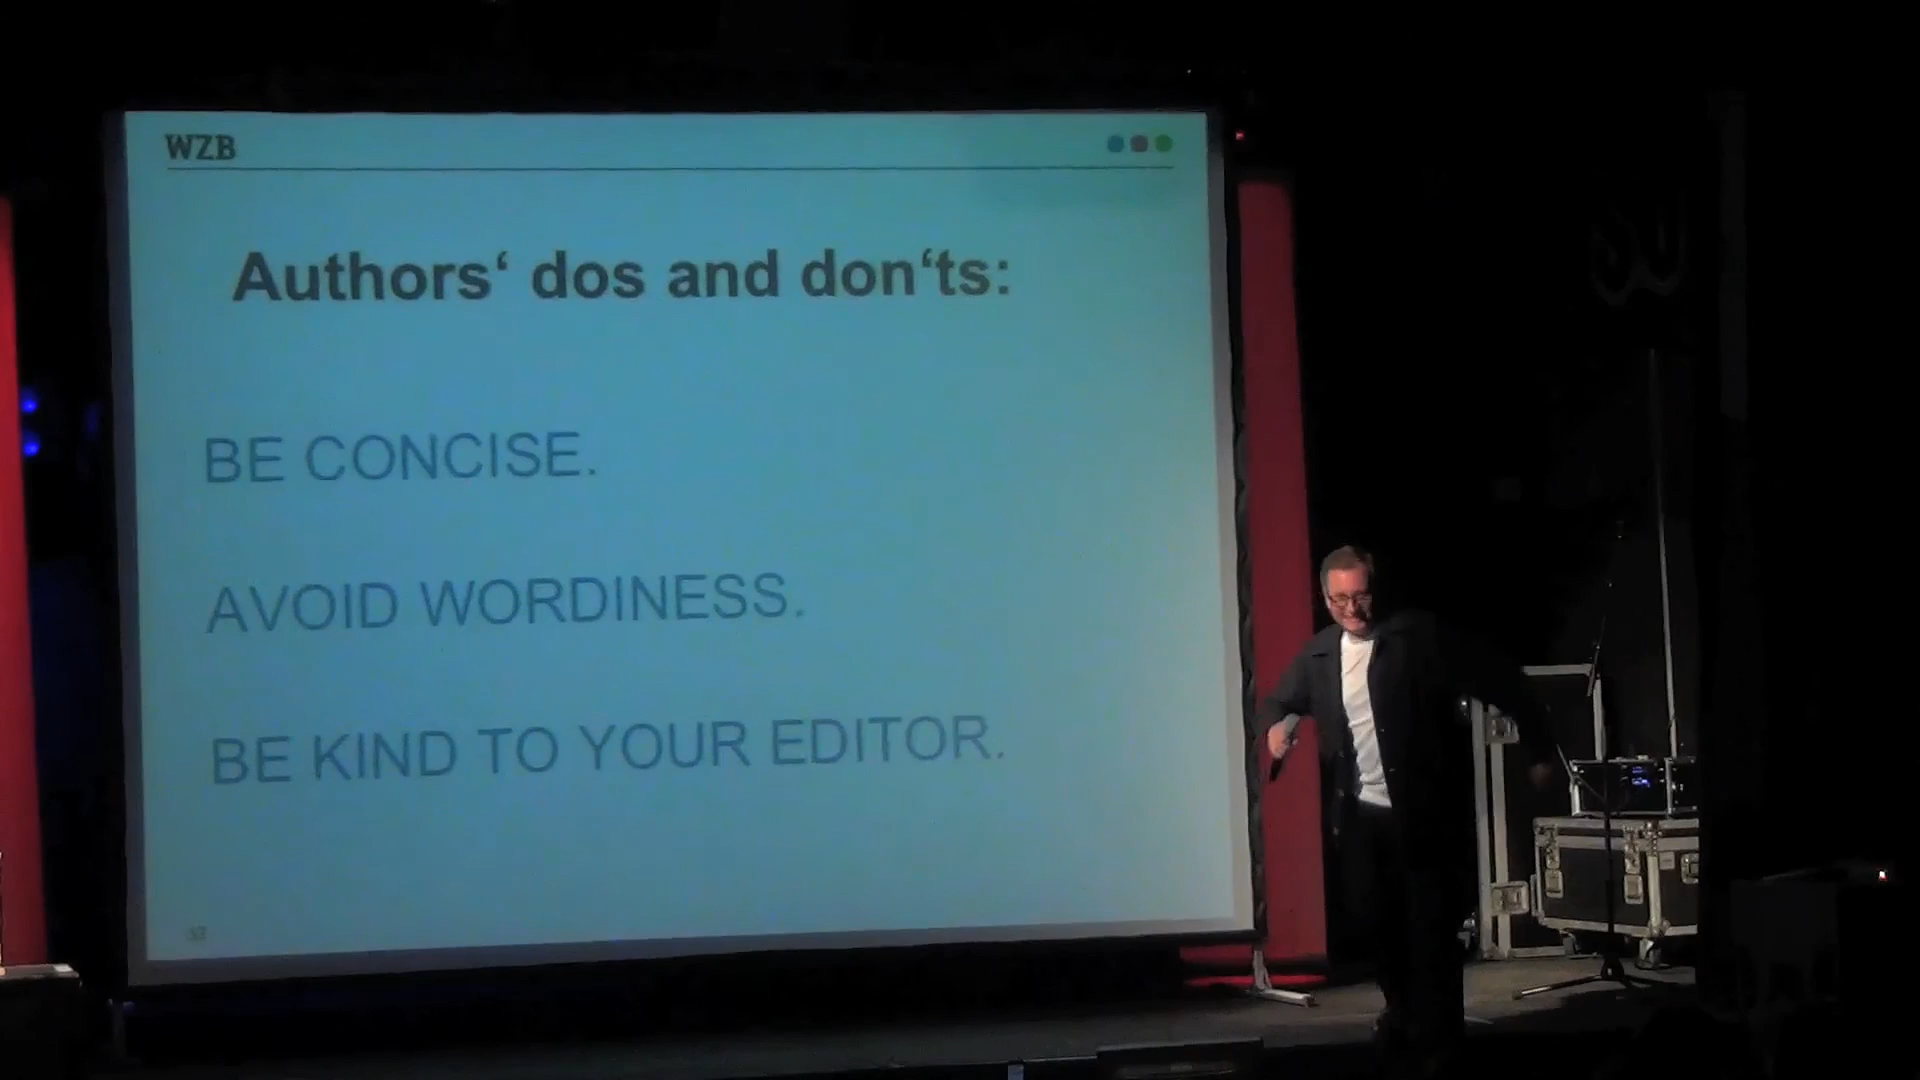 WZB
Authors‘ dos and don‘ts:
BE CONCISE.
AVOID WORDINESS.
BE KIND TO YOUR EDITOR.